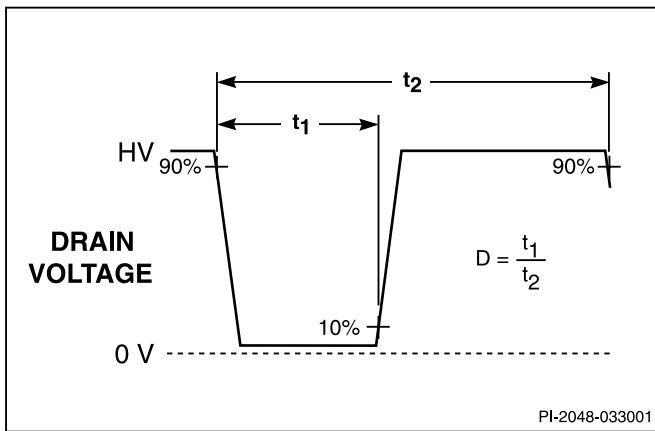 t2
t1
HV
90%
90%
DRAIN
VOLTAGE
D = t1
t2
10%
0 V
PI-2048-033001